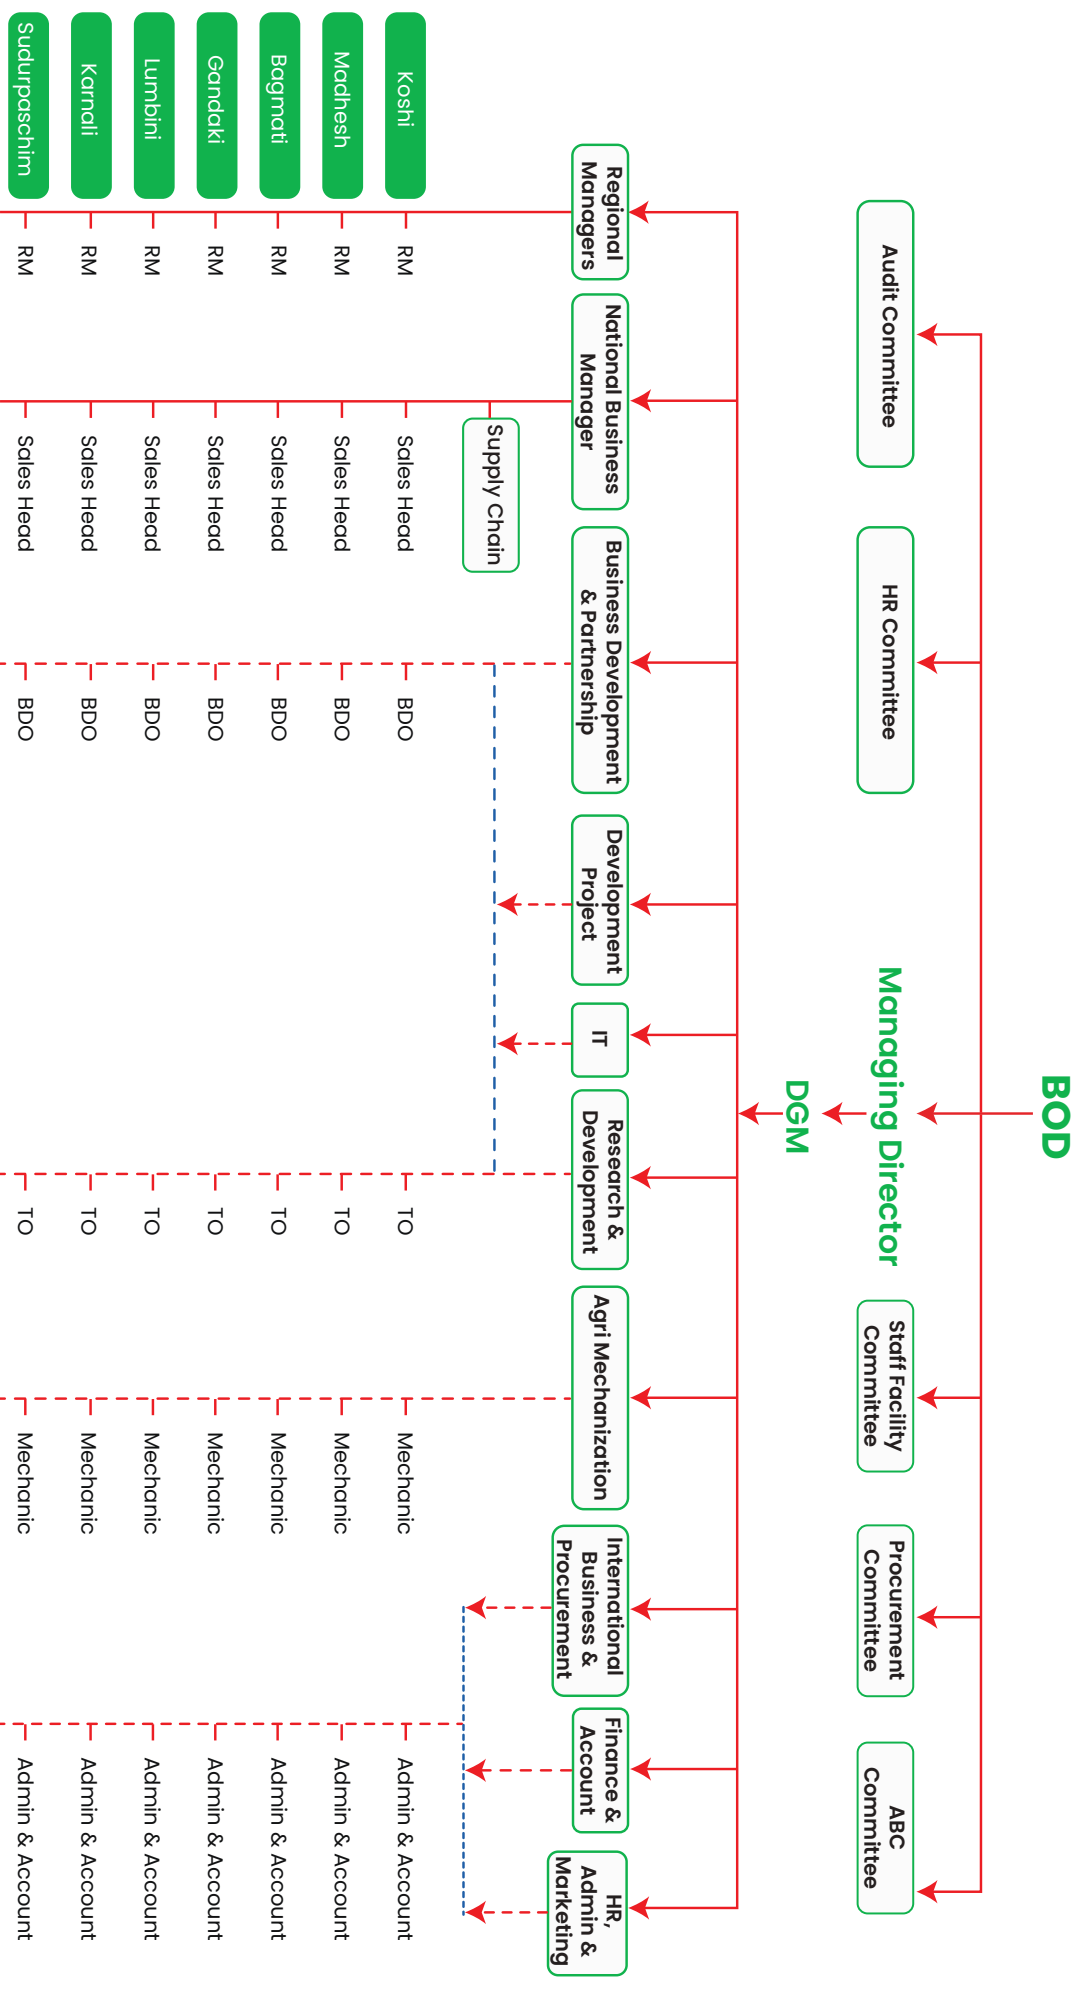 BOD
Audit Committee
HR Committee
Managing Director
Staff Facility
Committee
Procurement
Committee
ABC
Committee
DGM
Regional
Managers
National Business
Manager
Business Development
& Partnership
Development
Project
IT
Research &
Development
Agri Mechanization
International
Business &
Procurement
Finance &
Account
HR,
Admin &
Marketing
Supply Chain
Koshi
RM
Sales Head
BDO
TO
Mechanic
Admin & Account
Madhesh
RM
Sales Head
BDO
TO
Mechanic
Admin & Account
Bagmati
RM
Sales Head
BDO
TO
Mechanic
Admin & Account
Gandaki
RM
Sales Head
BDO
TO
Mechanic
Admin & Account
Lumbini
RM
Sales Head
BDO
TO
Mechanic
Admin & Account
Karnali
RM
Sales Head
BDO
TO
Mechanic
Admin & Account
Sudurpaschim
RM
Sales Head
BDO
TO
Mechanic
Admin & Account